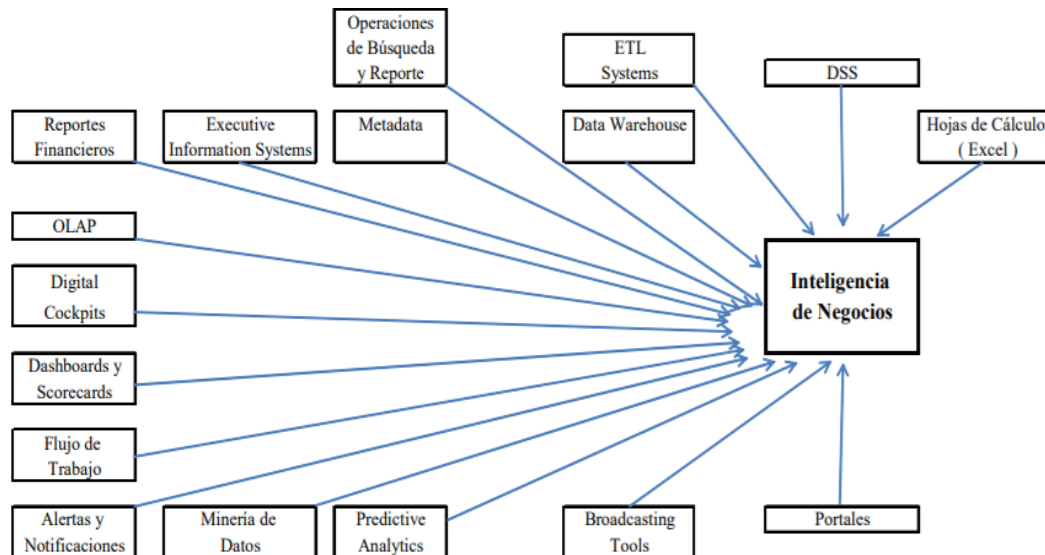 Operaciones
de Búsqueda
y Reporte
ETL
Systems
DSS
Reportes
Financieros
Executive
Information Systems
Metadata
Data Warehouse
Hojas de Cálculo
( Excel )
OLAP
Digital
Cockpits
Inteligencia
de Negocios
Dashboards y
Scorecards
Flujo de
Trabajo
Alertas y
Notificaciones
Minería de
Datos
Predictive
Analytics
Broadcasting
Tools
Portales